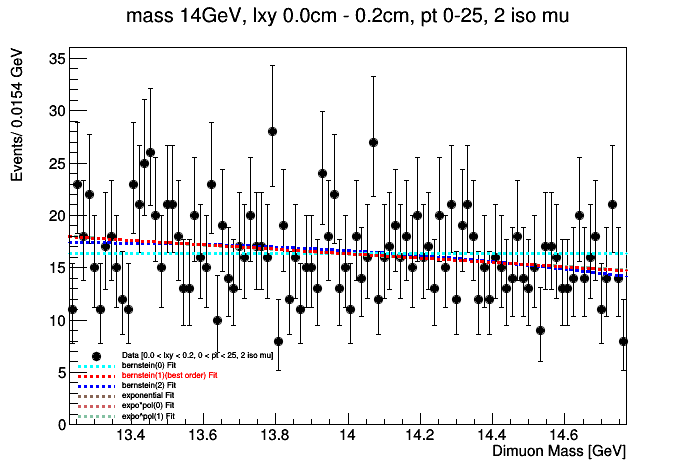 mass 14GeV, lxy 0.0cm - 0.2cm, pt 0-25, 2 iso mu
Events/ 0.0154 GeV
35
30
25
20
15
10
5
0
Data [0.0 < lxy < 0.2, 0 < pt < 25, 2 iso mu]
bernstein(0) Fit
bernstein(1)(best order) Fit
bernstein(2) Fit
exponential Fit
expo*pol(0) Fit
expo*pol(1) Fit
13.4 13.6 13.8 14 14.2 14.4 14.6
Dimuon Mass [GeV]